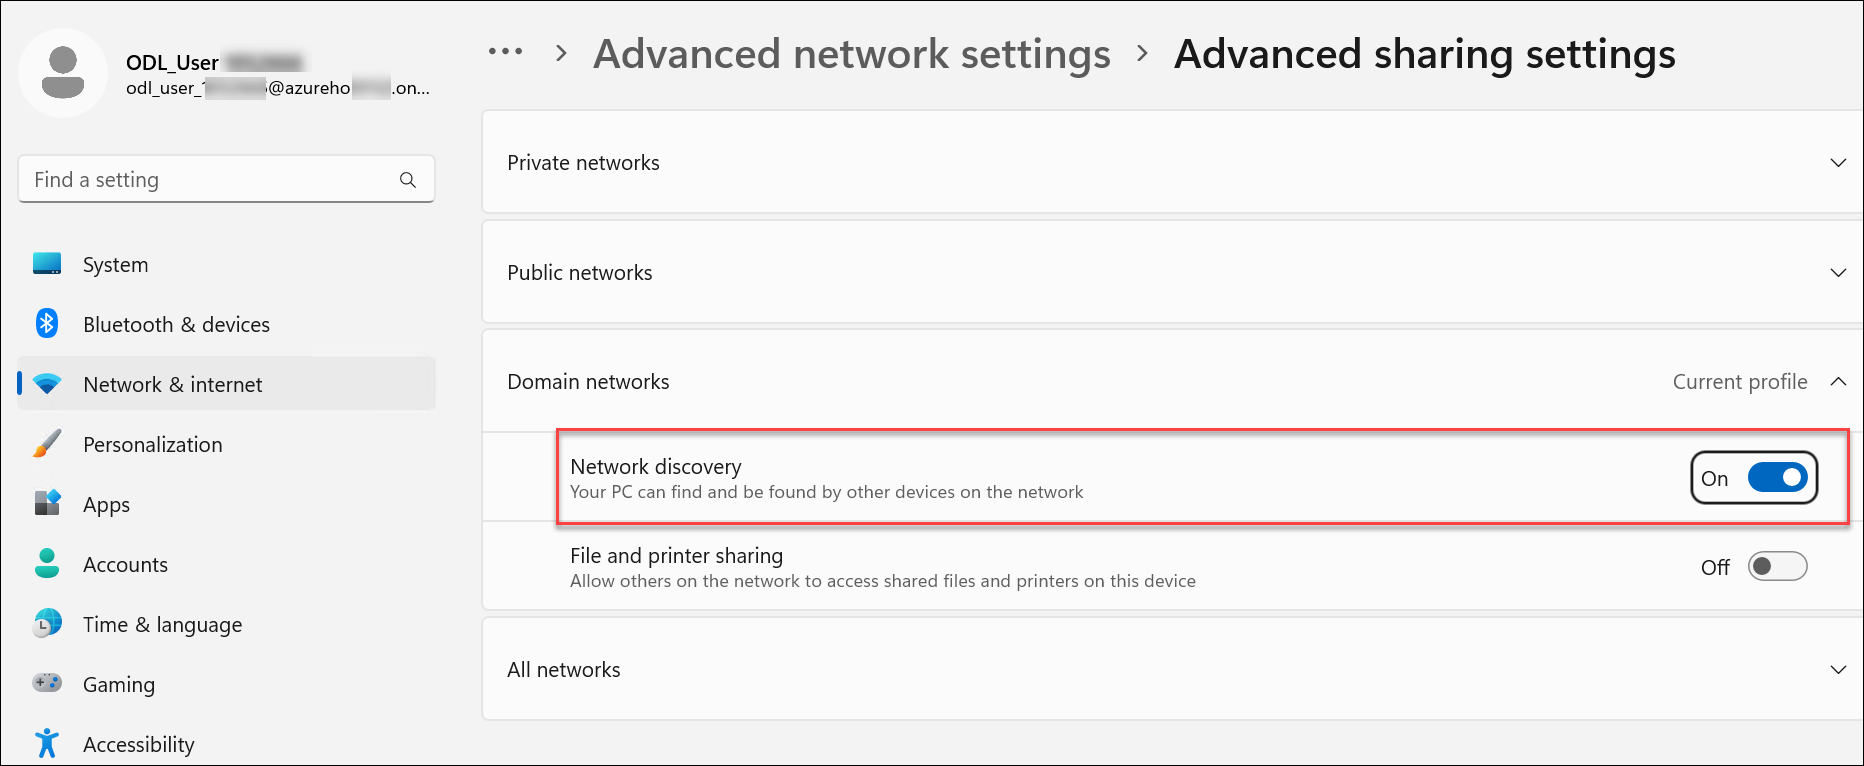 ODL_User
odl_user_ @azureho .on...
Find a setting
System
Bluetooth & devices
Network & internet
Personalization
Apps
Accounts
Time & language
Gaming
Accessibility
... > Advanced network settings > Advanced sharing settings
Private networks
Public networks
Domain networks Current profile
Network discovery
Your PC can find and be found by other devices on the network
On
File and printer sharing
Allow others on the network to access shared files and printers on this device
Off
All networks